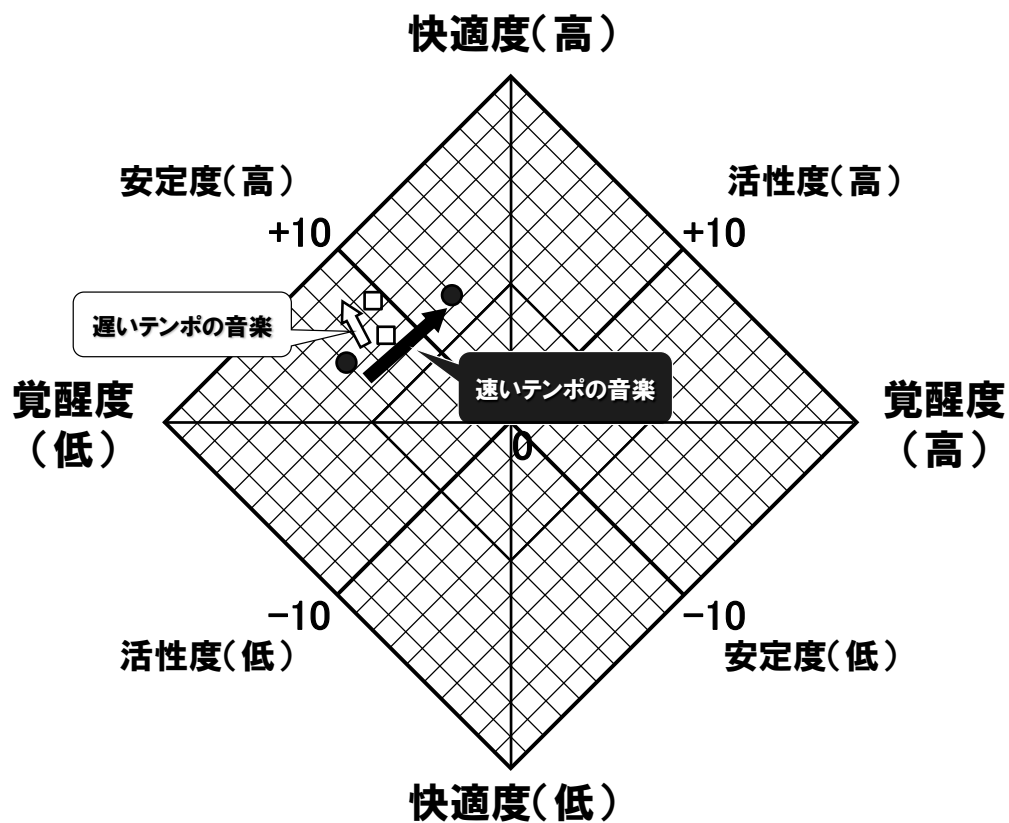 快適度(高)
安定度(高)
活性度(高)
+10
+10
遅いテンポの音楽
速いテンポの音楽
覚醒度
(低)
覚醒度
(高)
0
−10
−10
活性度(低)
安定度(低)
快適度(低)